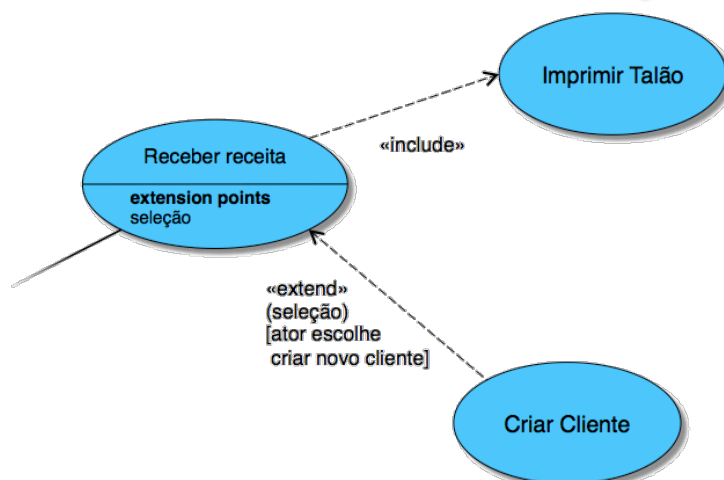 Imprimir Talão
«include»
Receber receita
extension points
seleção
«extend»
(seleção)
[ator escolhe
criar novo cliente]
Criar Cliente